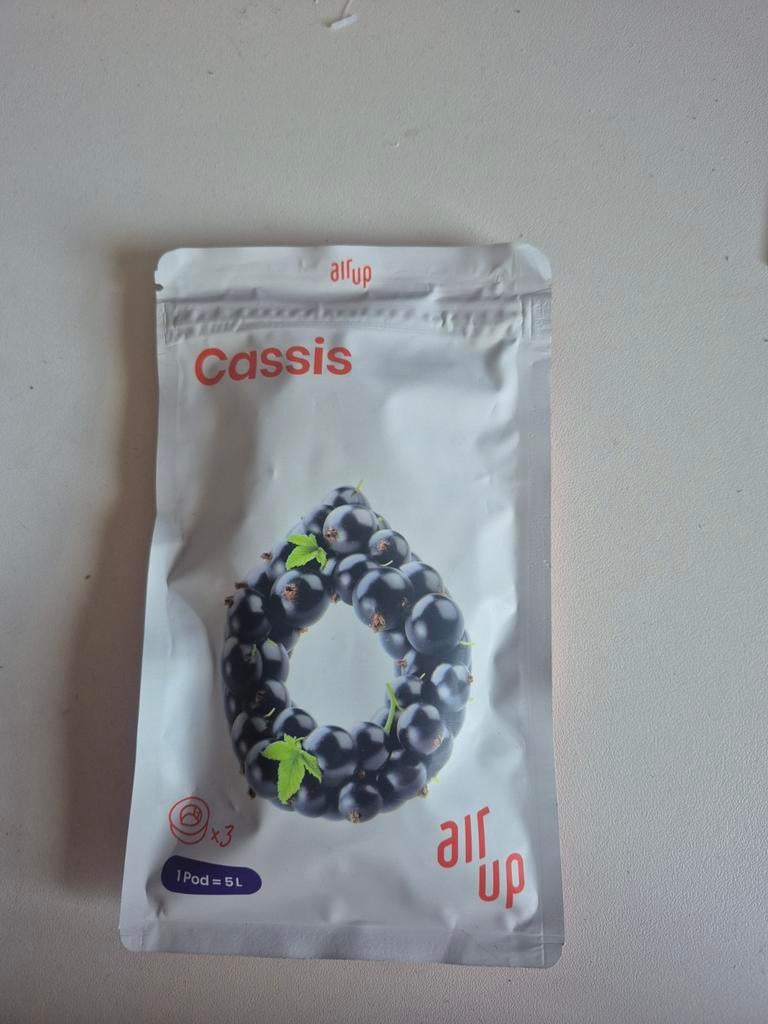 air up
Cassis
x3
1 Pod = 5 L
air
up